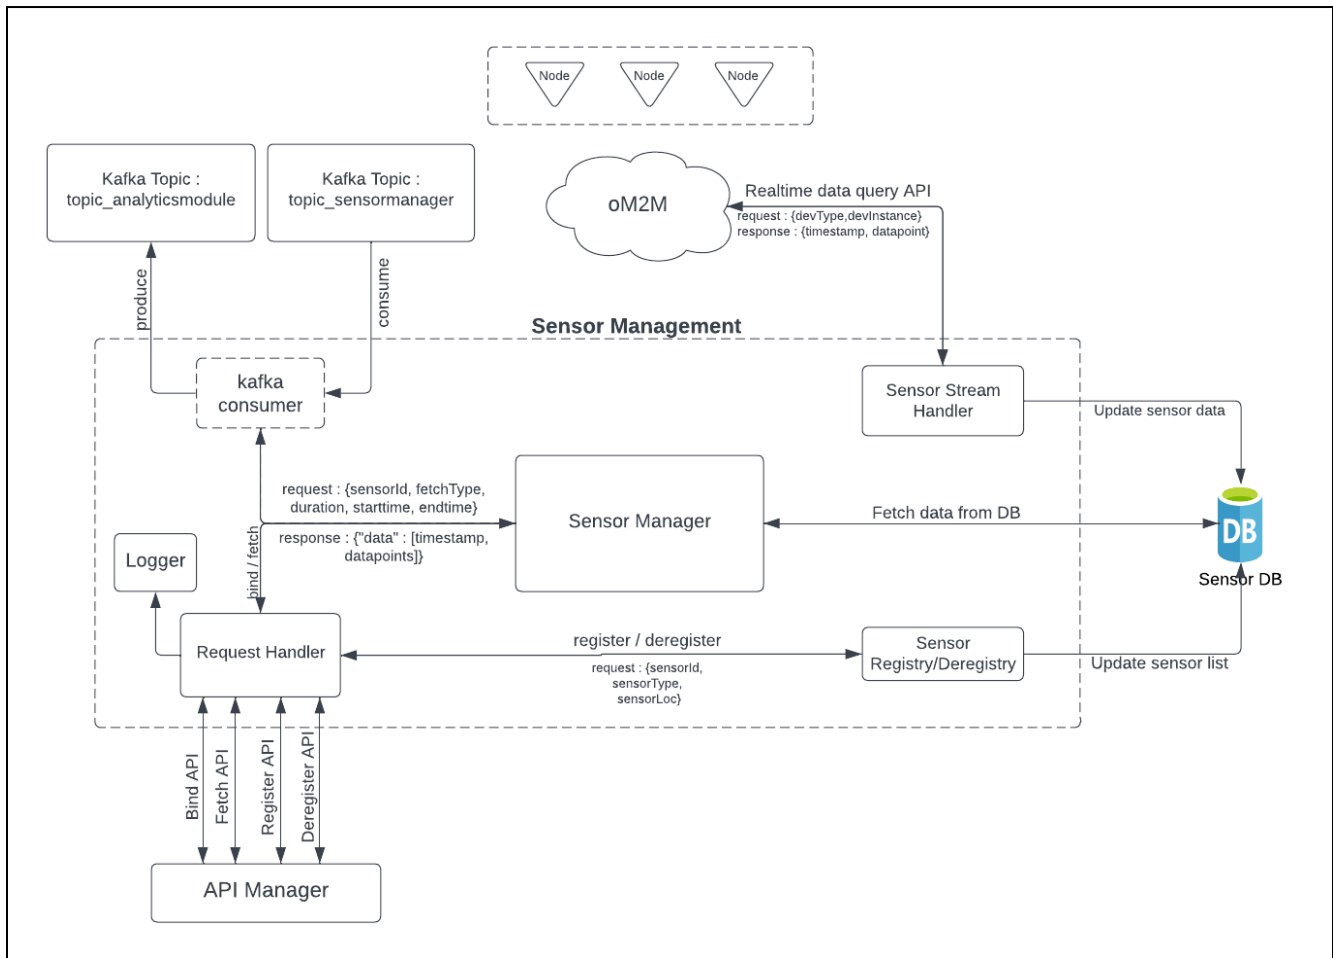 Node
Node
Node
Kafka Topic :
topic_analyticsmodule
Kafka Topic :
topic_sensormanager
oM2M
Realtime data query API
request : {devType,devInstance}
response : {timestamp, datapoint}
produce
consume
Sensor Management
kafka
consumer
Sensor Stream
Handler
Update sensor data
request : {sensorId, fetchType,
duration, starttime, endtime}
response : {"data" : [timestamp,
datapoints]}
bind / fetch
Sensor Manager
Fetch data from DB
DB
Sensor DB
Logger
Request Handler
register / deregister
request : {sensorId,
sensorType,
sensorLoc}
Sensor
Registry/Deregistry
Update sensor list
Bind API
Fetch API
Register API
Deregister API
API Manager